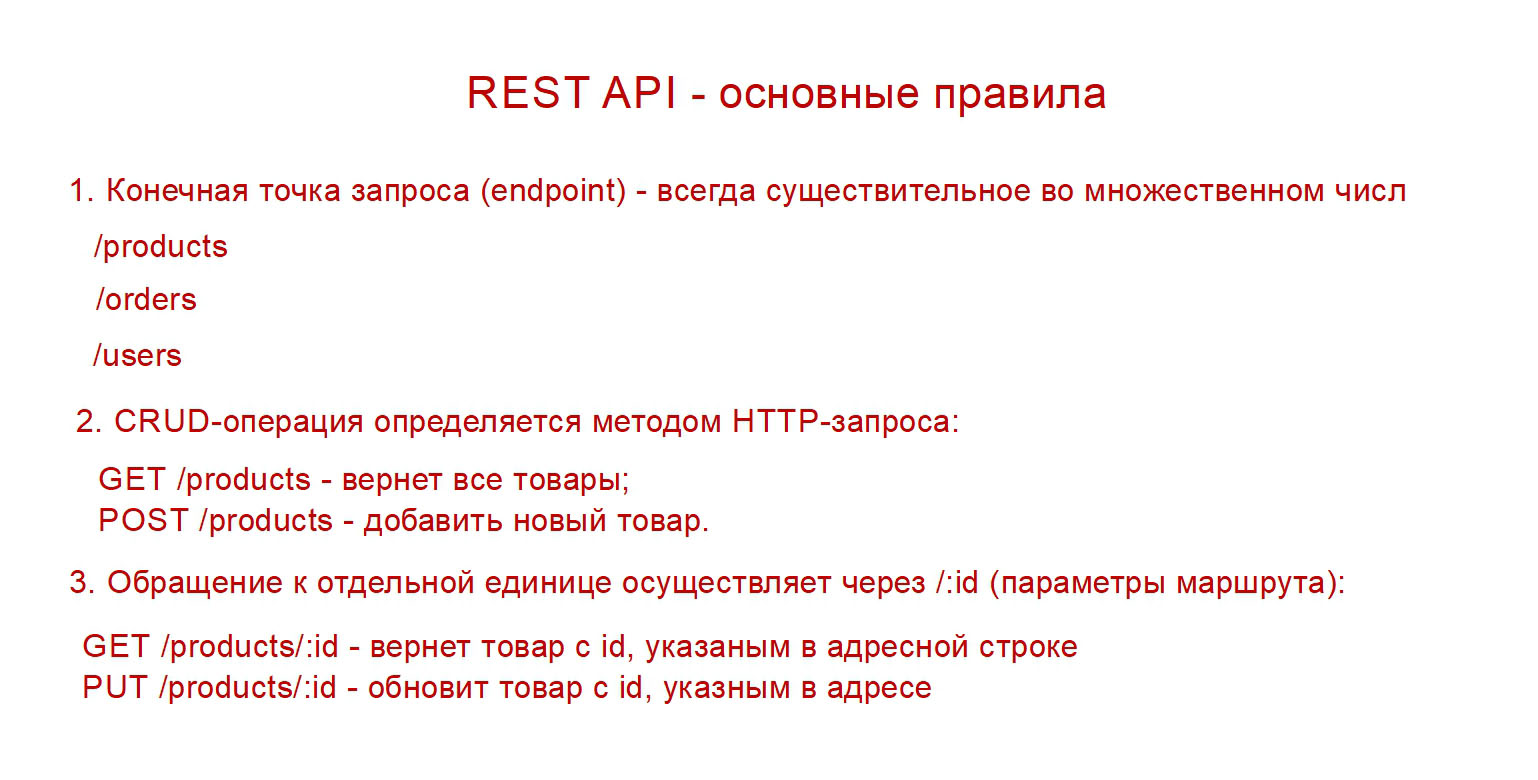 REST API - основные правила
1. Конечная точка запроса (endpoint) - всегда существительное во множественном числ
/products
/orders
/users
2. CRUD-операция определяется методом HTTP-запроса:
GET /products - вернет все товары;
POST /products - добавить новый товар.
3. Обращение к отдельной единице осуществляет через /:id (параметры маршрута):
GET /products/:id - вернет товар с id, указаным в адресной строке
PUT /products/:id - обновит товар с id, указным в адресе